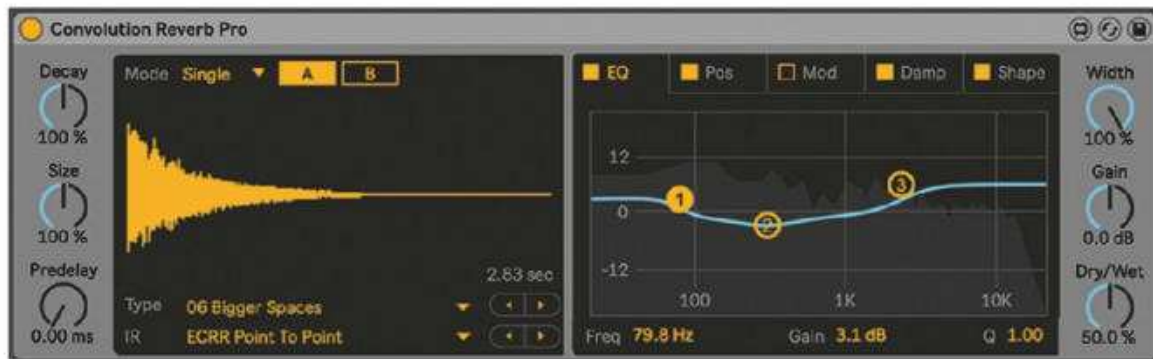 Convolution Reverb Pro
Decay
100 %
Size
100 %
Predelay
0.00 ms
Mode Single A B
2.83 sec
Type 06 Bigger Spaces
IR ECRR Point To Point
EQ Pos Mod Damp Shape
12
0
-12
1 2 3
100 1K 10K
Freq 79.8 Hz Gain 3.1 dB Q 1.00
Width
100 %
Gain
0.0 dB
Dry/Wet
50.0 %